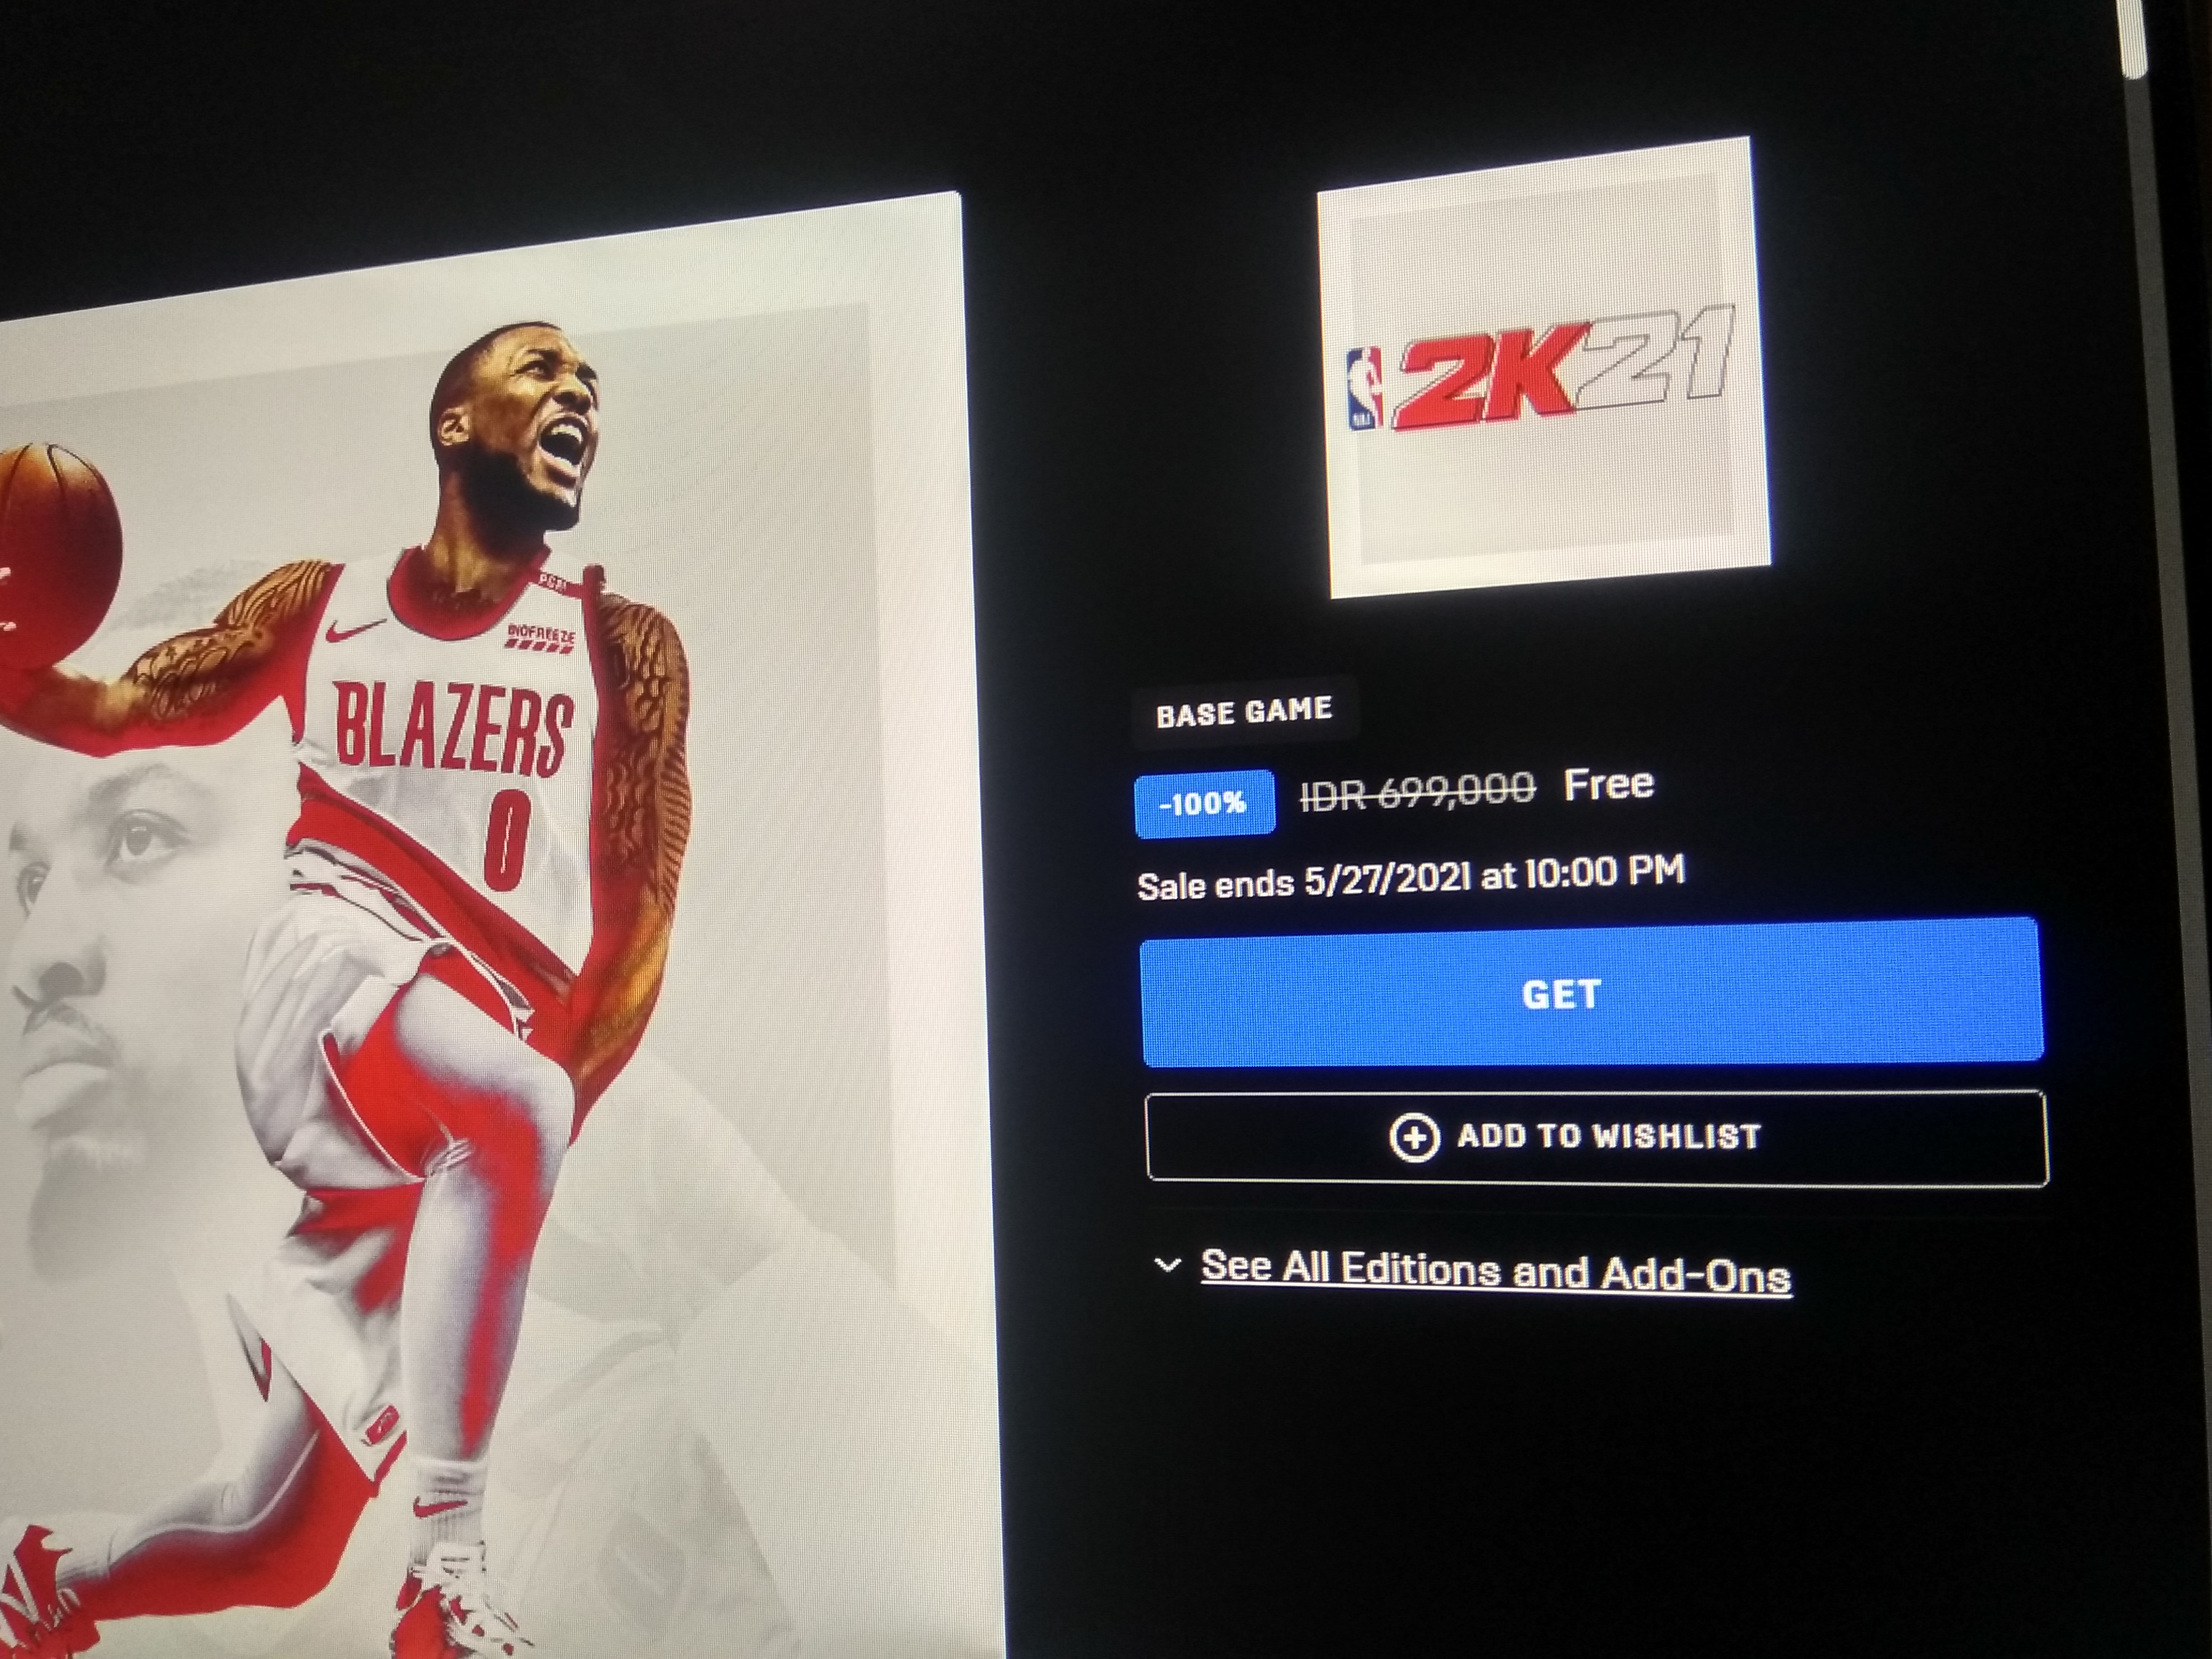 BIOFREEZE
BLAZERS
0
2K21
BASE GAME
-100% IDR 699,000 Free
Sale ends 5/27/2021 at 10:00 PM
GET
ADD TO WISHLIST
See All Editions and Add-Ons